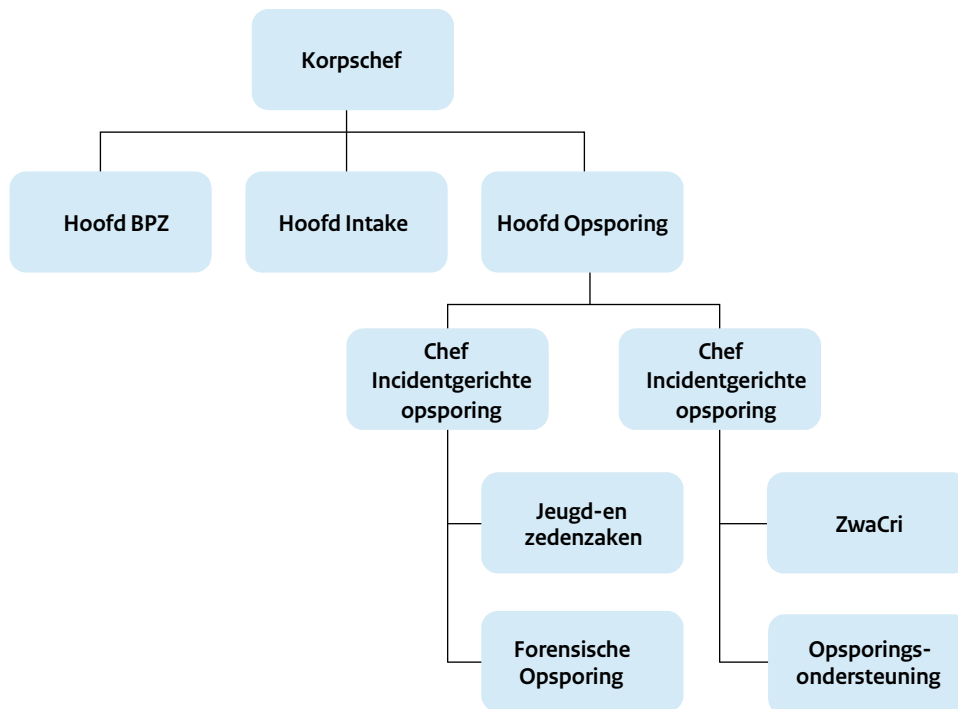 Korpschef
Hoofd BPZ
Hoofd Intake
Hoofd Opsporing
Chef
Incidentgerichte
opsporing
Chef
Incidentgerichte
opsporing
Jeugd-en
zedenzaken
ZwaCri
Forensische
Opsporing
Opsporings-
ondersteuning